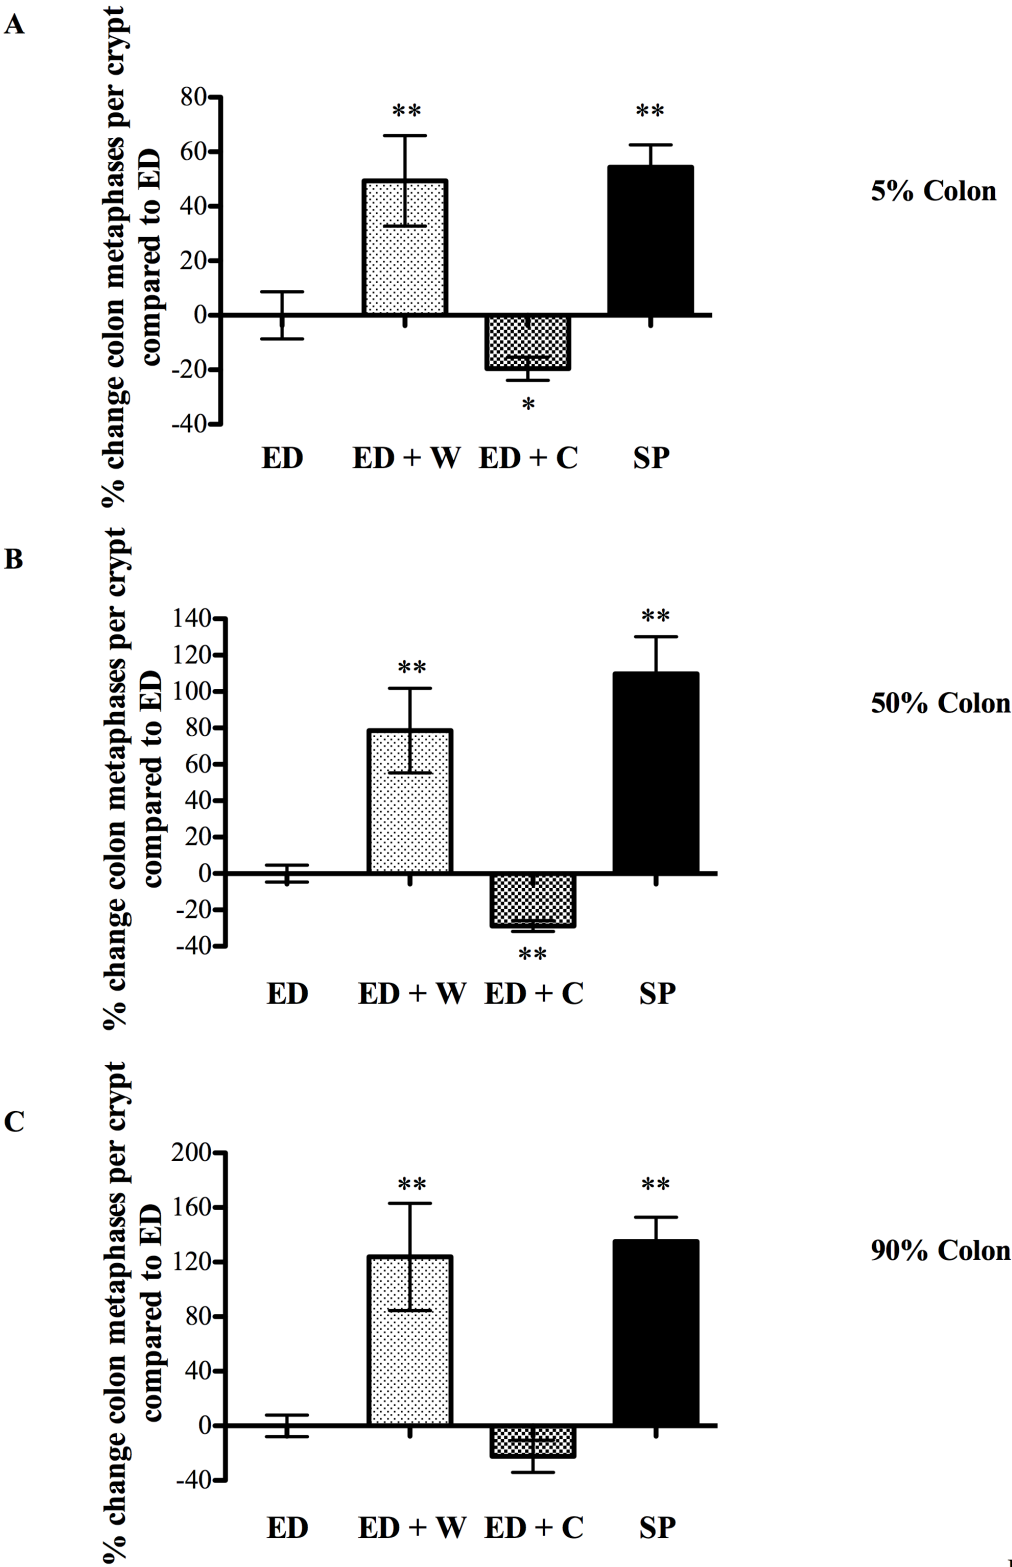 A
% change colon metaphases per crypt
compared to ED
80
60
40
20
0
-20
-40
**
**
*
ED
ED + W
ED + C
SP
5% Colon
B
% change colon metaphases per crypt
compared to ED
140
120
100
80
60
40
20
0
-20
-40
**
**
**
ED
ED + W
ED + C
SP
50% Colon
C
% change colon metaphases per crypt
compared to ED
200
160
120
80
40
0
-40
**
**
ED
ED + W
ED + C
SP
90% Colon